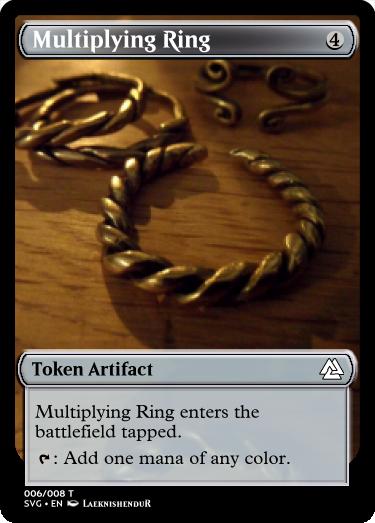 Multiplying Ring 4
Token Artifact
Multiplying Ring enters the
battlefield tapped.
: Add one mana of any color.
006/008 T
SVG • EN LAEKNISHENDUR